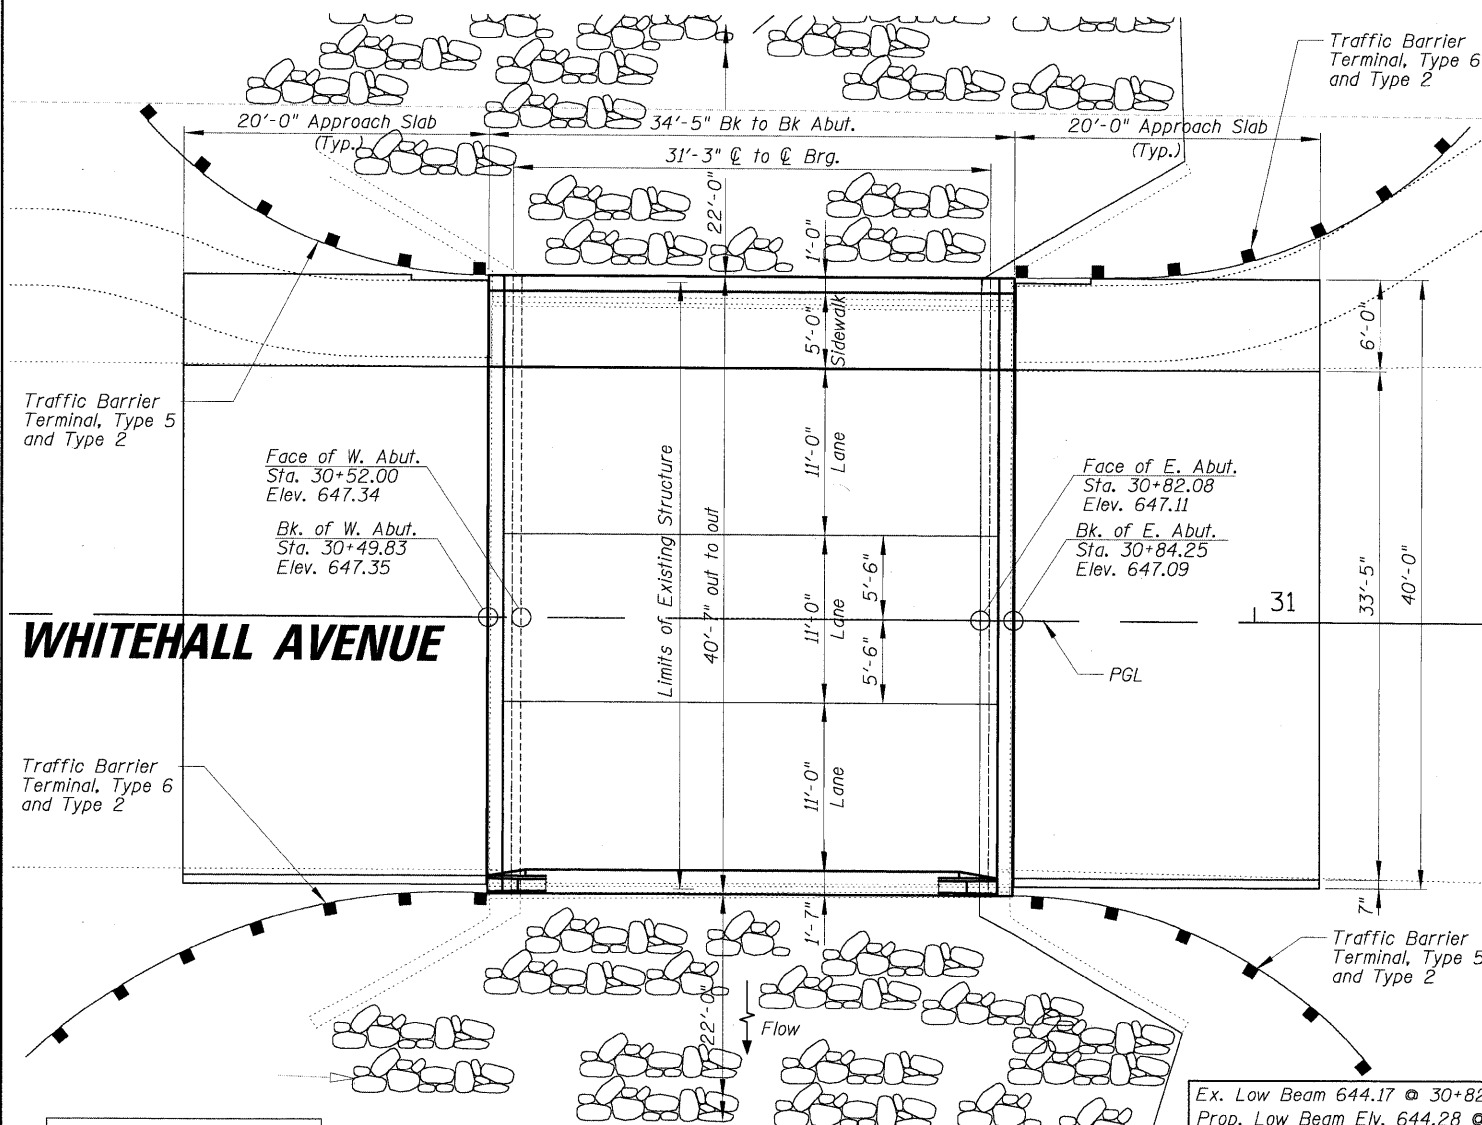 Traffic Barrier
Terminal, Type 6
and Type 2
20'-0" Approach Slab
(Typ.)
34'-5" Bk to Bk Abut.
20'-0" Approach Slab
(Typ.)
31'-3" ℄ to ℄ Brg.
22'-0"
1'-0"
5'-0"
Sidewalk
6'-0"
Traffic Barrier
Terminal, Type 5
and Type 2
11'-0"
Lane
Face of W. Abut.
Sta. 30+52.00
Elev. 647.34
Bk. of W. Abut.
Sta. 30+49.83
Elev. 647.35
Face of E. Abut.
Sta. 30+82.08
Elev. 647.11
Bk. of E. Abut.
Sta. 30+84.25
Elev. 647.09
Limits of Existing Structure
40'-7" out to out
5'-6"
11'-0"
Lane
5'-6"
33'-5"
40'-0"
31
WHITEHALL AVENUE
PGL
Traffic Barrier
Terminal, Type 6
and Type 2
11'-0"
Lane
1'-7"
7"
Traffic Barrier
Terminal, Type 5
and Type 2
22'-0"
Flow
Ex. Low Beam 644.17 @ 30+82
Prop. Low Beam Elv. 644.28 @